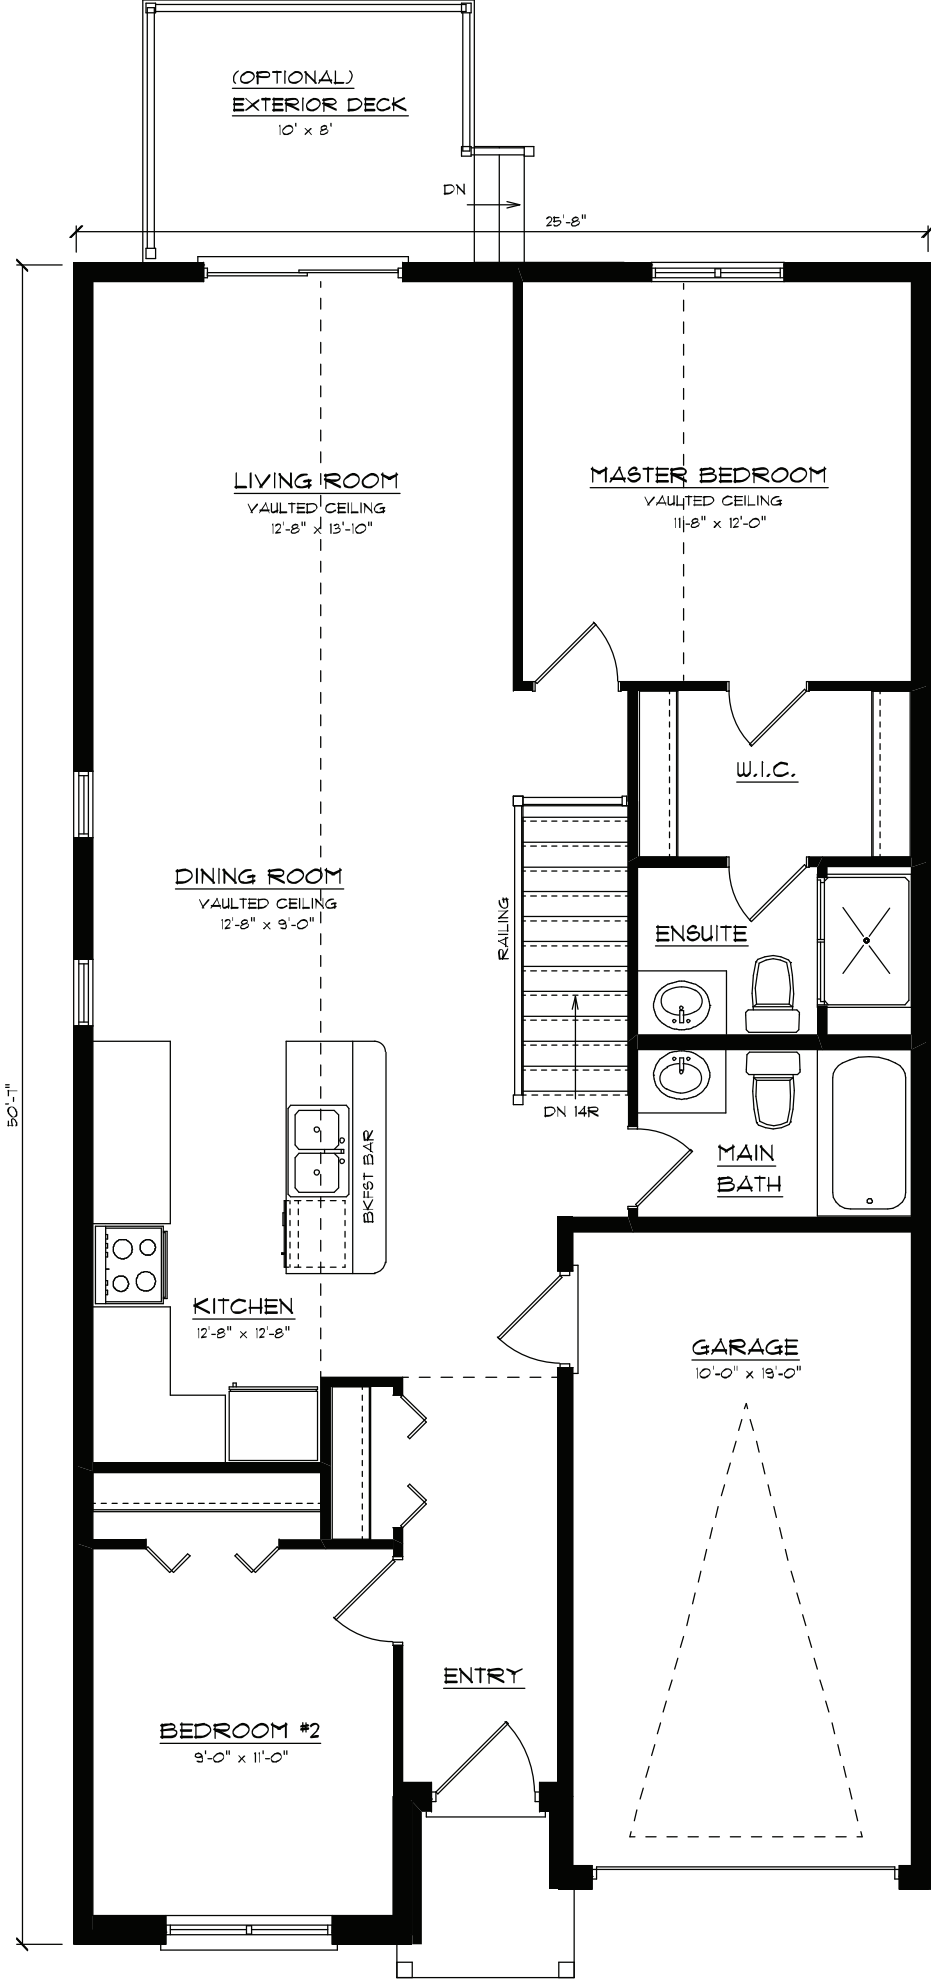 (OPTIONAL)
EXTERIOR DECK
10' x 8'
DN
25'-8"
LIVING ROOM
VAULTED CEILING
12'-8" x 13'-10"
MASTER BEDROOM
VAULTED CEILING
11'-8" x 12'-0"
W.I.C.
DINING ROOM
VAULTED CEILING
12'-8" x 9'-0"
RAILING
ENSUITE
50'-7"
DN 14R
BKFST BAR
MAIN
BATH
KITCHEN
12'-8" x 12'-8"
GARAGE
10'-0" x 19'-0"
ENTRY
BEDROOM #2
9'-0" x 11'-0"